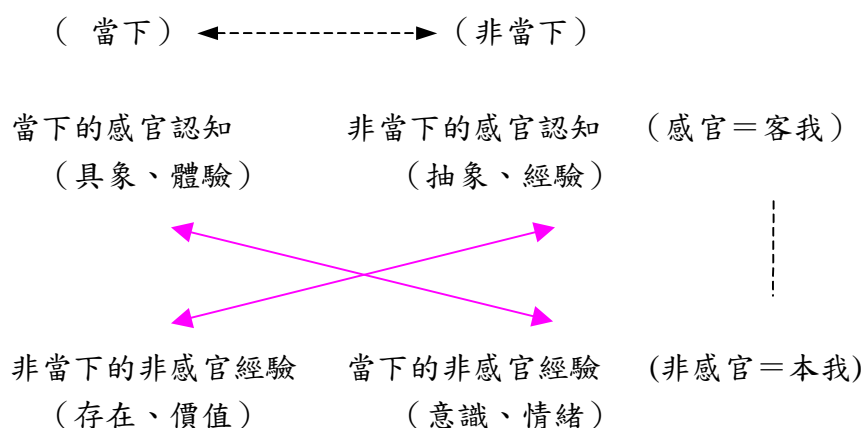 （ 當下） （非當下）
當下的感官認知 非當下的感官認知 （感官＝客我）
（具象、體驗） （抽象、經驗）
非當下的非感官經驗 當下的非感官經驗 (非感官＝本我)
（存在、價值） （意識、情緒）